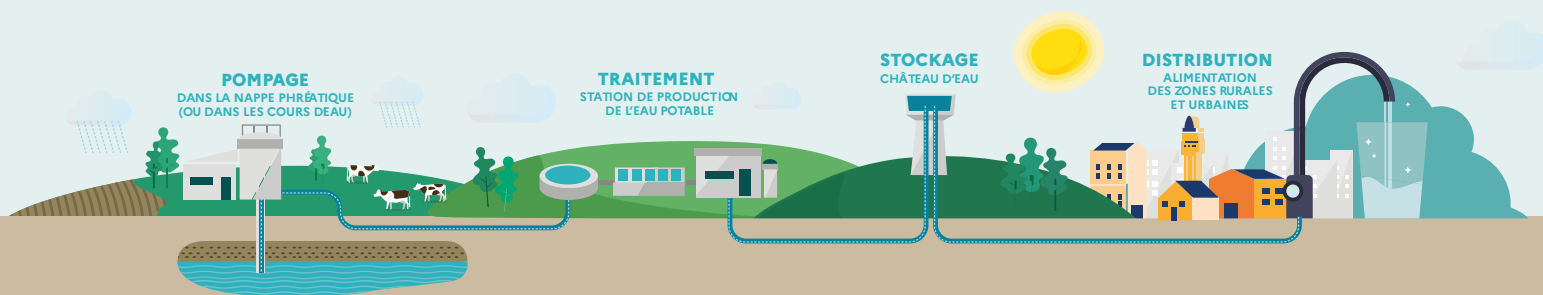 POMPAGE
DANS LA NAPPE PHRÉATIQUE
(OU DANS LES COURS DEAU)
TRAITEMENT
STATION DE PRODUCTION
DE L'EAU POTABLE
STOCKAGE
CHÂTEAU D'EAU
DISTRIBUTION
ALIMENTATION
DES ZONES RURALES
ET URBAINES